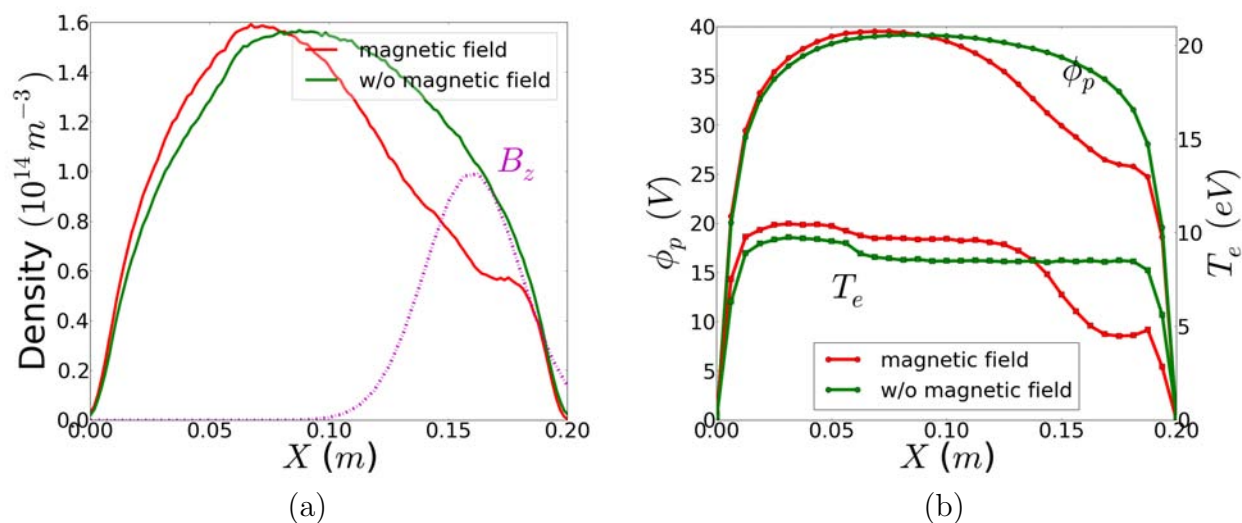 1.6
1.4
1.2
1.0
0.8
0.6
0.4
0.2
0.0
Density (10^14 m^−3)
magnetic field
w/o magnetic field
B_z
0.00 0.05 0.10 0.15 0.20
X (m)
(a)
40
35
30
25
20
15
10
5
0
ϕ_p (V)
ϕ_p
T_e
magnetic field
w/o magnetic field
20
15
10
5
0
T_e (eV)
0.00 0.05 0.10 0.15 0.20
X (m)
(b)